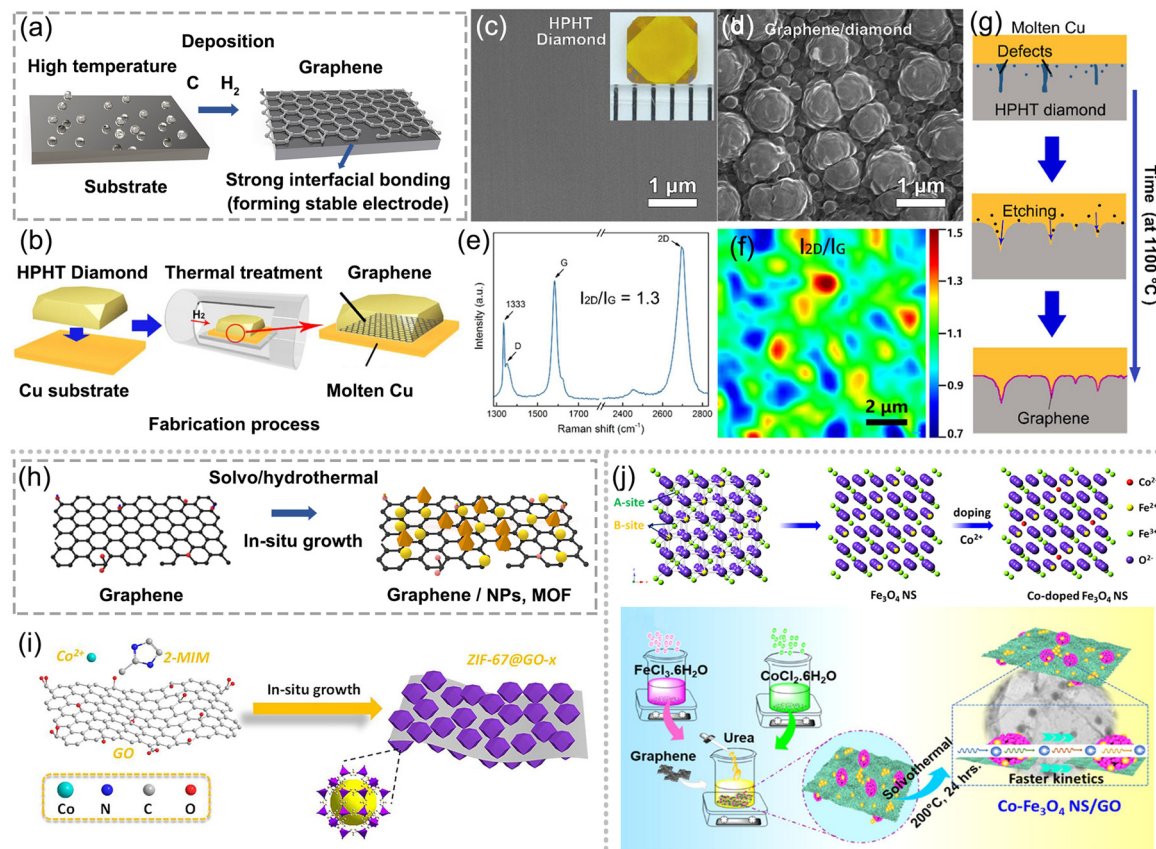 (a)
Deposition
High temperature
C H₂
Graphene
Substrate
Strong interfacial bonding
(forming stable electrode)
(b)
HPHT Diamond
Thermal treatment
Graphene
H₂
Cu substrate
Molten Cu
Fabrication process
(c)
HPHT
Diamond
1 μm
(d)
Graphene/diamond
1 μm
(e)
2D
G
1333
D
I2D/IG = 1.3
Intensity (a.u.)
1300 1500 1700 2400 2600 2800
Raman shift (cm⁻¹)
(f)
I2D/IG
2 μm
1.5
1.3
1.1
0.9
0.7
(g)
Molten Cu
Defects
HPHT diamond
Etching
Graphene
Time (at 1100 °C)
(h)
Solvo/hydrothermal
In-situ growth
Graphene
Graphene / NPs, MOF
(i)
Co²⁺
2-MIM
GO
In-situ growth
ZIF-67@GO-x
Co N C O
(j)
A-site
B-site
doping
Co²⁺
Fe₃O₄ NS
Co-doped Fe₃O₄ NS
Co²⁺
Fe²⁺
Fe³⁺
O²⁻
FeCl₃.6H₂O
CoCl₂.6H₂O
Urea
Graphene
Solvothermal
200°C, 24 hrs.
Faster kinetics
Co-Fe₃O₄ NS/GO